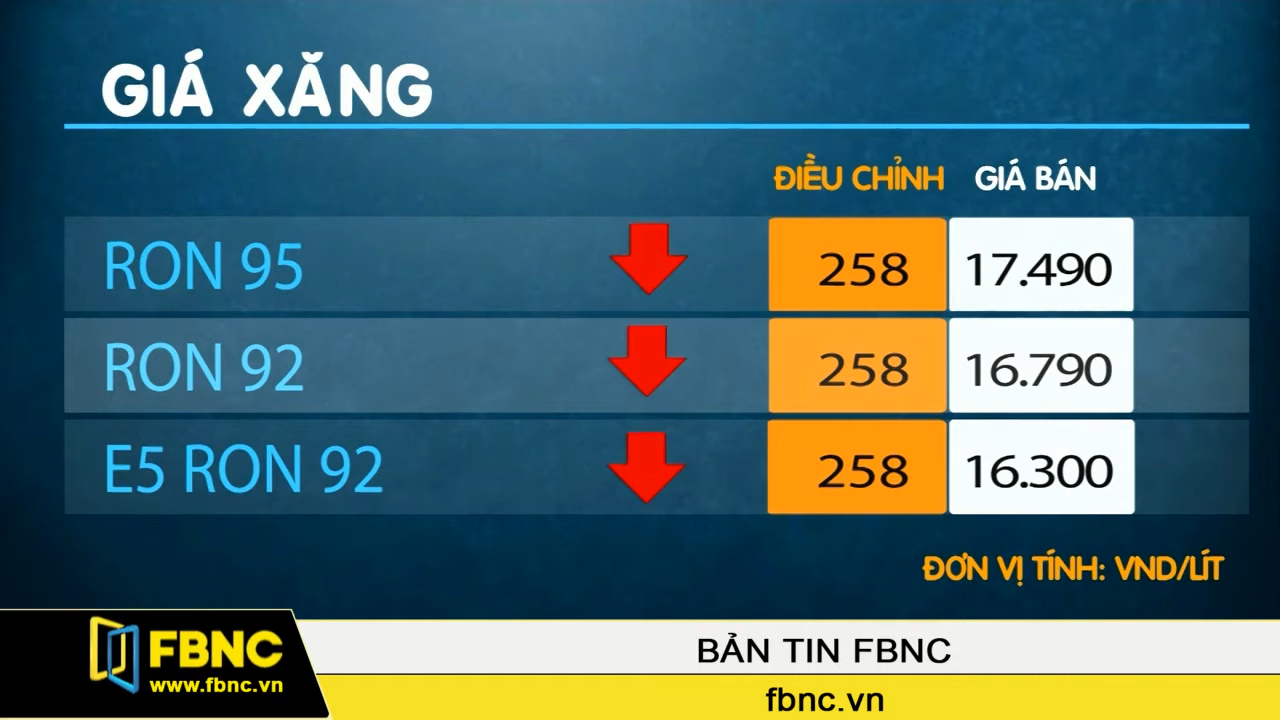 GIÁ XĂNG
ĐIỀU CHỈNH GIÁ BÁN
RON 95 258 17.490
RON 92 258 16.790
E5 RON 92 258 16.300
ĐƠN VỊ TÍNH: VND/LÍT
FBNC
www.fbnc.vn
BẢN TIN FBNC
fbnc.vn